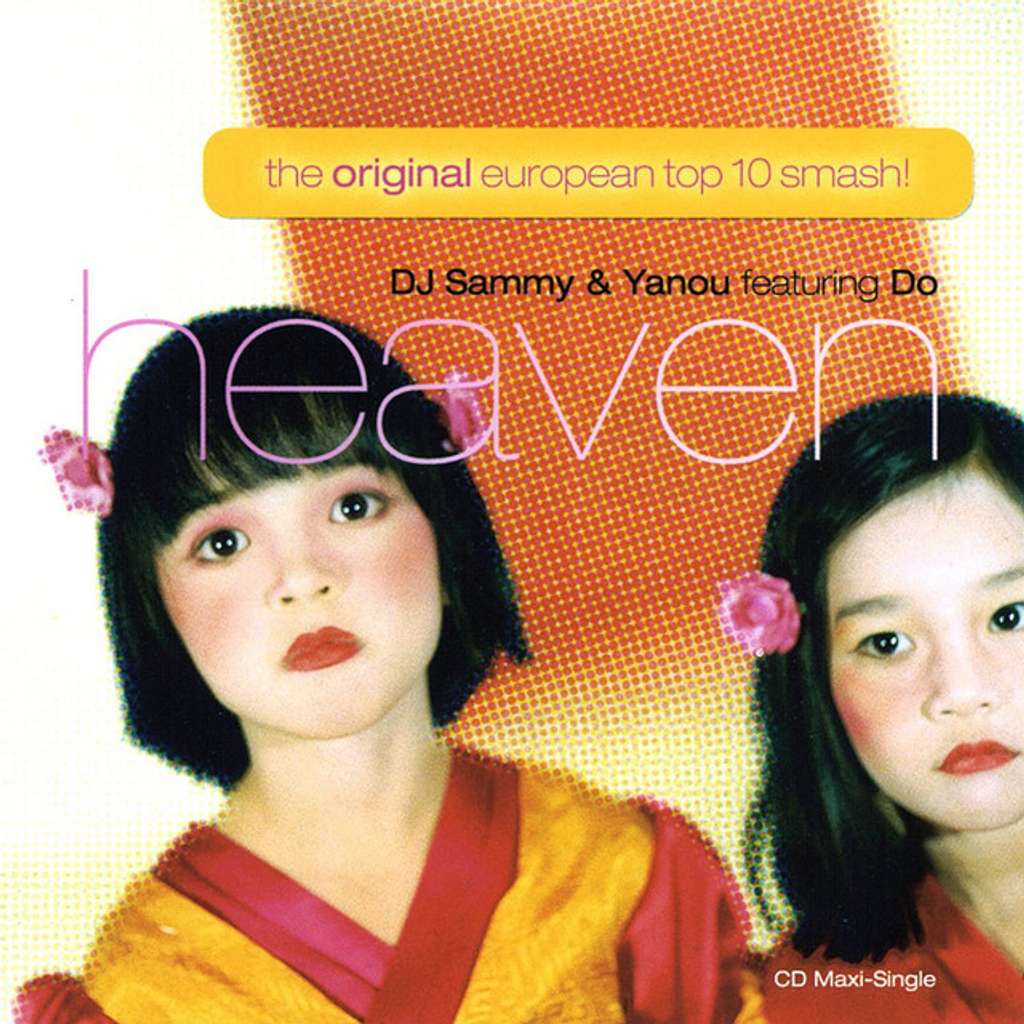 the original european top 10 smash!
DJ Sammy & Yanou featuring Do
heaven
CD Maxi-Single